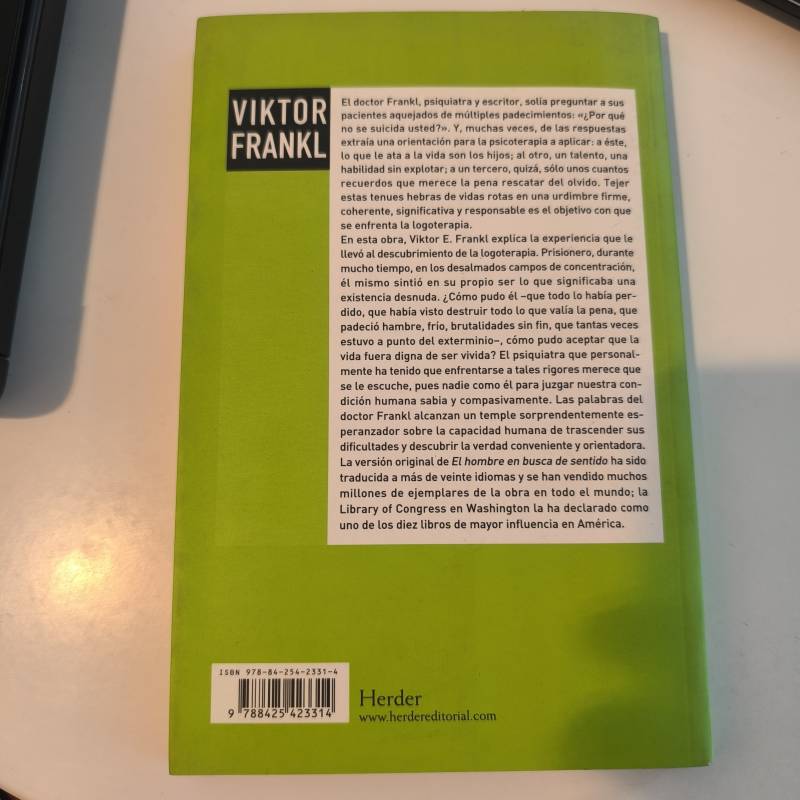 VIKTOR
FRANKL
El doctor Frankl, psiquiatra y escritor, solía preguntar a sus
pacientes aquejados de múltiples padecimientos: «¿Por qué
no se suicida usted?». Y, muchas veces, de las respuestas
extraía una orientación para la psicoterapia a aplicar: a éste,
lo que le ata a la vida son los hijos; al otro, un talento, una
habilidad sin explotar; a un tercero, quizá, sólo unos cuantos
recuerdos que merece la pena rescatar del olvido. Tejer
estas tenues hebras de vidas rotas en una urdimbre firme,
coherente, significativa y responsable es el objetivo con que
se enfrenta la logoterapia.
En esta obra, Viktor E. Frankl explica la experiencia que le
llevó al descubrimiento de la logoterapia. Prisionero, durante
mucho tiempo, en los desalmados campos de concentración,
él mismo sintió en su propio ser lo que significaba una
existencia desnuda. ¿Cómo pudo él –que todo lo había per-
dido, que había visto destruir todo lo que valía la pena, que
padeció hambre, frío, brutalidades sin fin, que tantas veces
estuvo a punto del exterminio–, cómo pudo aceptar que la
vida fuera digna de ser vivida? El psiquiatra que personal-
mente ha tenido que enfrentarse a tales rigores merece que
se le escuche, pues nadie como él para juzgar nuestra con-
dición humana sabia y compasivamente. Las palabras del
doctor Frankl alcanzan un temple sorprendentemente es-
peranzador sobre la capacidad humana de trascender sus
dificultades y descubrir la verdad conveniente y orientadora.
La versión original de El hombre en busca de sentido ha sido
traducida a más de veinte idiomas y se han vendido muchos
millones de ejemplares de la obra en todo el mundo; la
Library of Congress en Washington la ha declarado como
uno de los diez libros de mayor influencia en América.
ISBN 978-84-254-2331-4
9 788425 423314
Herder
www.herdereditorial.com